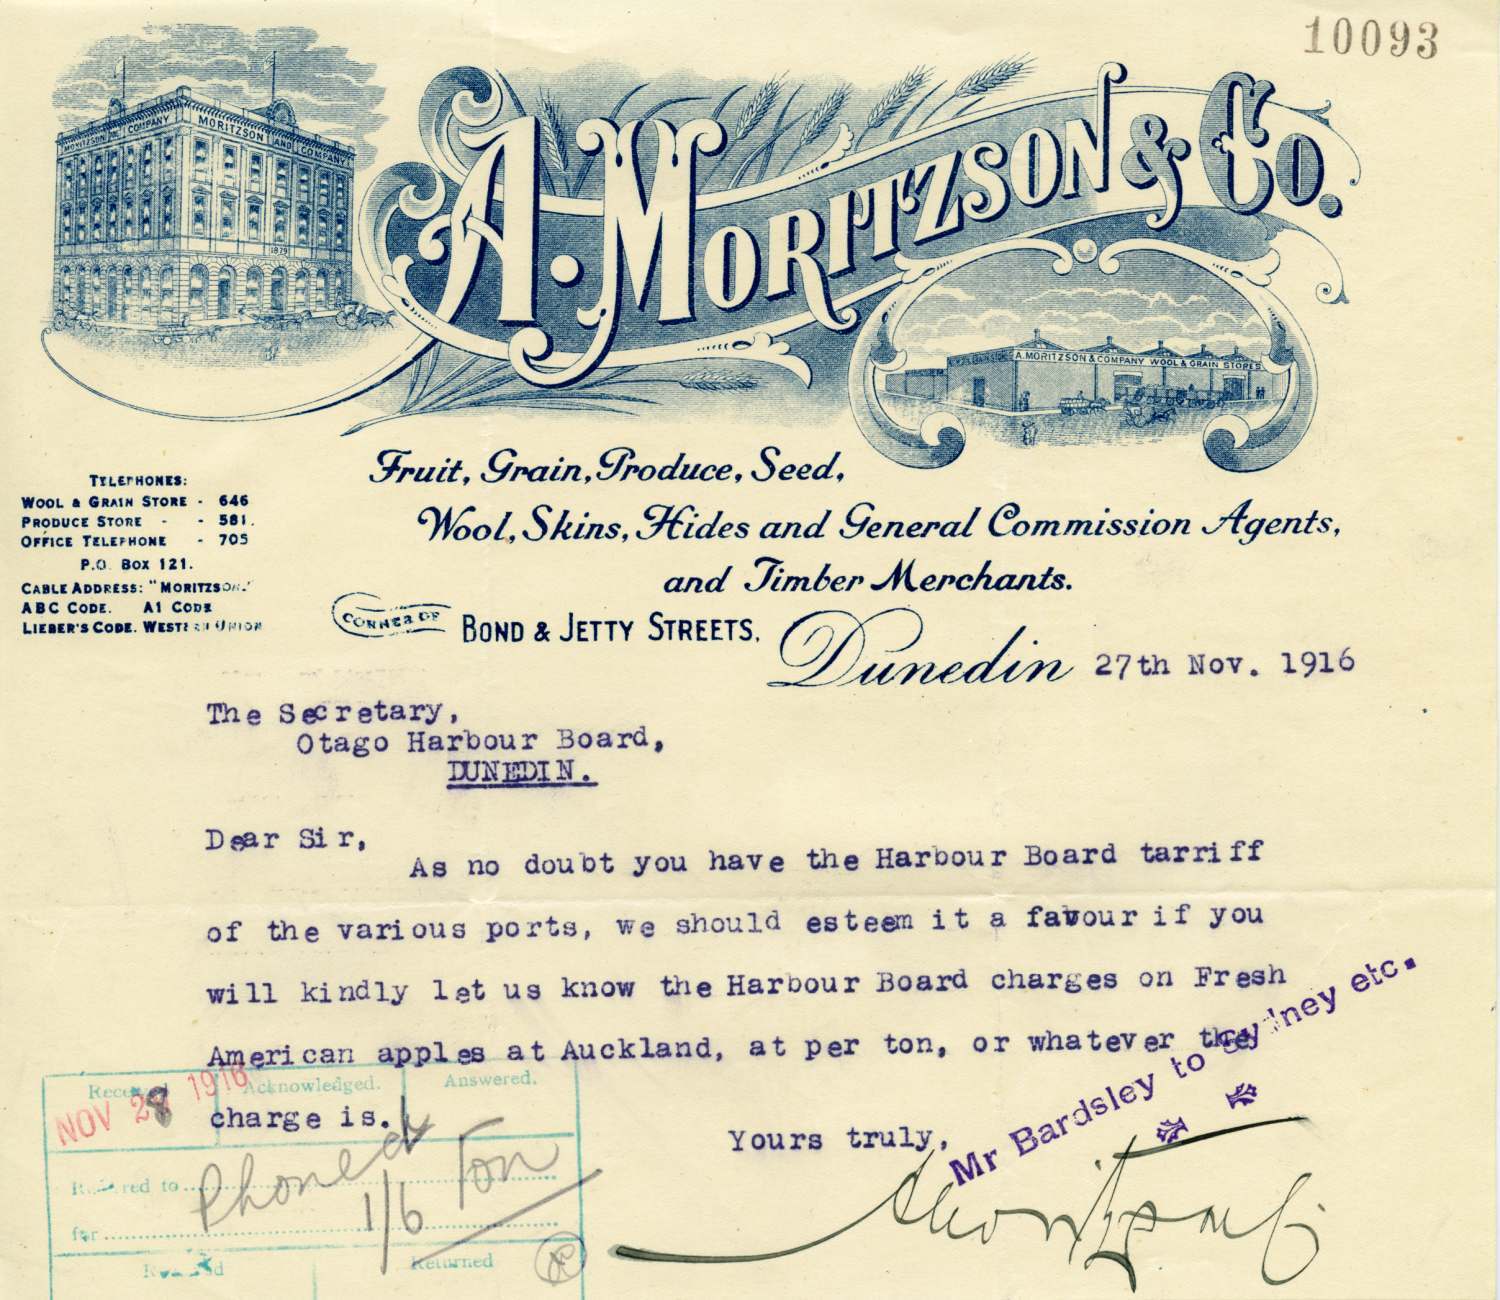 10093
MORITZSON AND COMPANY
MORITZSON AND COMPANY
1879
A. MORITZSON & CO.
A. MORITZSON & COMPANY WOOL & GRAIN STORES
Fruit, Grain, Produce, Seed,
Wool, Skins, Hides and General Commission Agents,
and Timber Merchants.
TELEPHONES:
WOOL & GRAIN STORE - 646
PRODUCE STORE - - 581.
OFFICE TELEPHONE - 705
P.O. BOX 121.
CABLE ADDRESS: "MORITZSON."
ABC CODE. A1 CODE
LIEBER'S CODE. WESTERN UNION
CORNER OF BOND & JETTY STREETS.
Dunedin 27th Nov. 1916
The Secretary,
Otago Harbour Board,
DUNEDIN.
Dear Sir,
As no doubt you have the Harbour Board tarriff
of the various ports, we should esteem it a favour if you
will kindly let us know the Harbour Board charges on Fresh
American apples at Auckland, at per ton, or whatever the
charge is.
Yours truly,
Mr Bardsley to Sydney etc.
Received Acknowledged. Answered.
NOV 28 1916
Referred to
Phoned
1/6 Ton
for
Returned